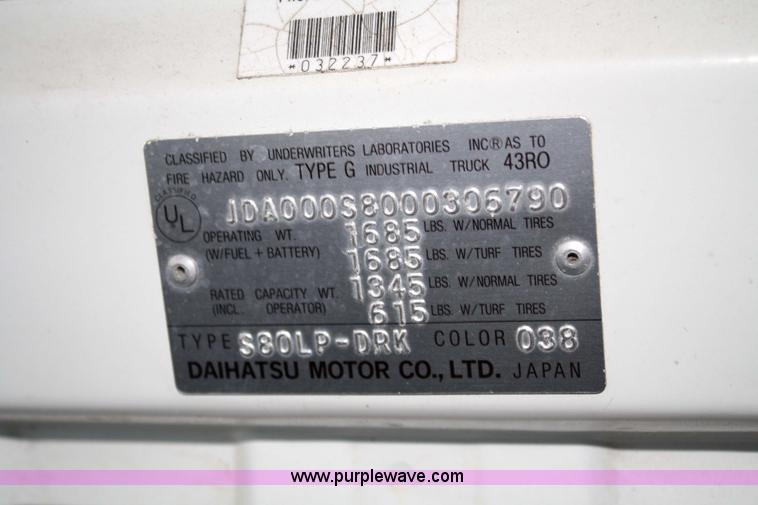 *032237*
CLASSIFIED BY UNDERWRITERS LABORATORIES INC® AS TO
FIRE HAZARD ONLY. TYPE G INDUSTRIAL TRUCK 43RO
CLASSIFIED
UL
JDA000S8000306790
OPERATING WT. 1685 LBS. W/NORMAL TIRES
(W/FUEL + BATTERY) 1685 LBS. W/TURF TIRES
RATED CAPACITY WT. 1345 LBS. W/NORMAL TIRES
(INCL. OPERATOR) 615 LBS. W/TURF TIRES
TYPE S80LP-DRK COLOR 038
DAIHATSU MOTOR CO., LTD. JAPAN
www.purplewave.com